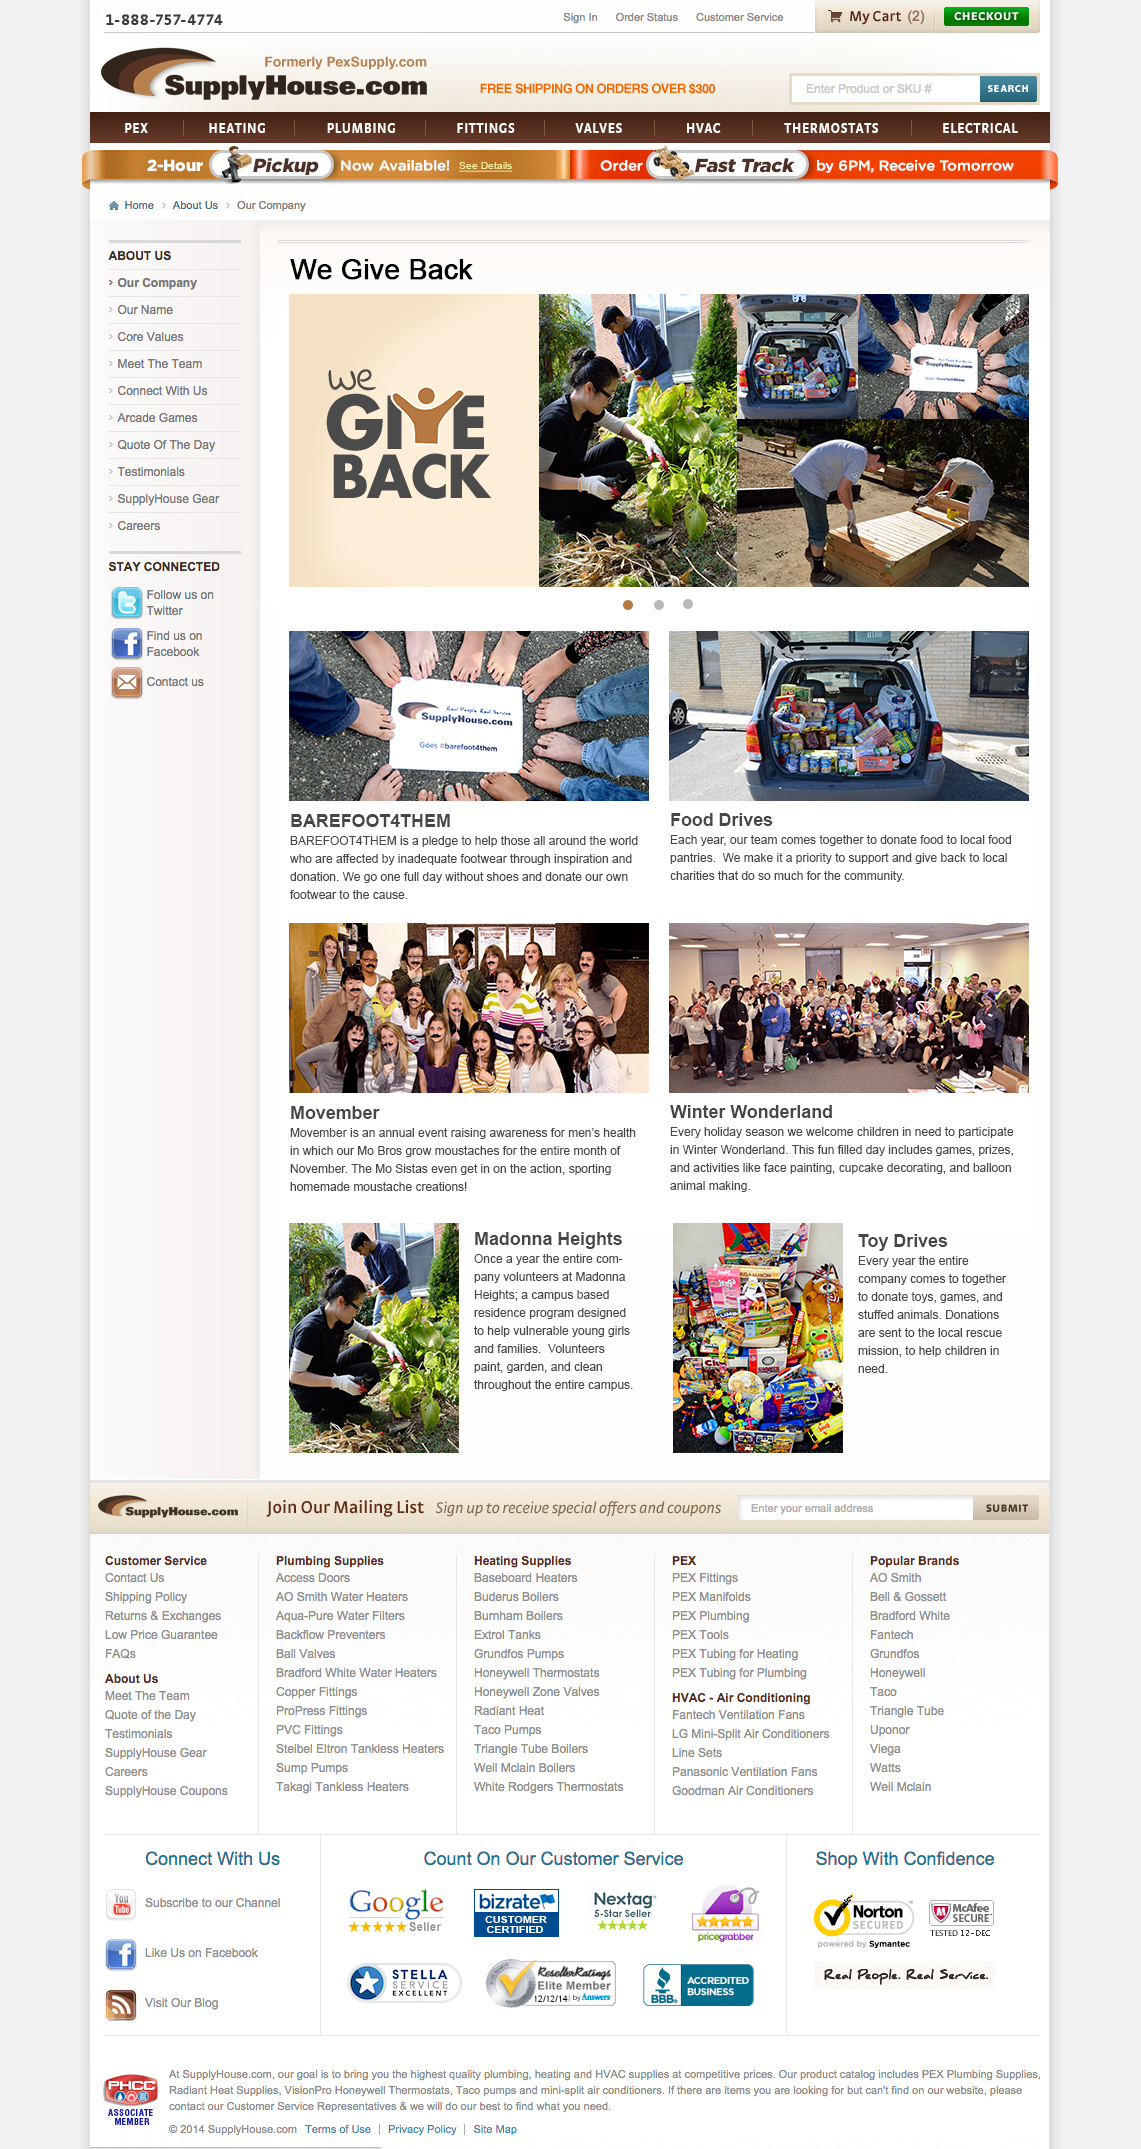 1-888-757-4774
Sign In Order Status Customer Service My Cart (2) CHECKOUT
Formerly PexSupply.com
SupplyHouse.com
FREE SHIPPING ON ORDERS OVER $300
Enter Product or SKU # SEARCH
PEX HEATING PLUMBING FITTINGS VALVES HVAC THERMOSTATS ELECTRICAL
2-Hour Pickup Now Available! See Details Order Fast Track by 6PM, Receive Tomorrow
Home > About Us > Our Company
ABOUT US
Our Company
Our Name
Core Values
Meet The Team
Connect With Us
Arcade Games
Quote Of The Day
Testimonials
SupplyHouse Gear
Careers
STAY CONNECTED
Follow us on
Twitter
Find us on
Facebook
Contact us
We Give Back
We
GIVE
BACK
SupplyHouse.com
Real People. Real Service
SupplyHouse.com
Goes #barefoot4them
BAREFOOT4THEM
BAREFOOT4THEM is a pledge to help those all around the world
who are affected by inadequate footwear through inspiration and
donation. We go one full day without shoes and donate our own
footwear to the cause.
Food Drives
Each year, our team comes together to donate food to local food
pantries. We make it a priority to support and give back to local
charities that do so much for the community.
Movember
Movember is an annual event raising awareness for men's health
in which our Mo Bros grow moustaches for the entire month of
November. The Mo Sistas even get in on the action, sporting
homemade moustache creations!
Winter Wonderland
Every holiday season we welcome children in need to participate
in Winter Wonderland. This fun filled day includes games, prizes,
and activities like face painting, cupcake decorating, and balloon
animal making.
Madonna Heights
Once a year the entire com-
pany volunteers at Madonna
Heights; a campus based
residence program designed
to help vulnerable young girls
and families. Volunteers
paint, garden, and clean
throughout the entire campus.
Toy Drives
Every year the entire
company comes to together
to donate toys, games, and
stuffed animals. Donations
are sent to the local rescue
mission, to help children in
need.
SupplyHouse.com Join Our Mailing List Sign up to receive special offers and coupons Enter your email address SUBMIT
Customer Service
Contact Us
Shipping Policy
Returns & Exchanges
Low Price Guarantee
FAQs
About Us
Meet The Team
Quote of the Day
Testimonials
SupplyHouse Gear
Careers
SupplyHouse Coupons
Plumbing Supplies
Access Doors
AO Smith Water Heaters
Aqua-Pure Water Filters
Backflow Preventers
Ball Valves
Bradford White Water Heaters
Copper Fittings
ProPress Fittings
PVC Fittings
Steibel Eltron Tankless Heaters
Sump Pumps
Takagi Tankless Heaters
Heating Supplies
Baseboard Heaters
Buderus Boilers
Burnham Boilers
Extrol Tanks
Grundfos Pumps
Honeywell Thermostats
Honeywell Zone Valves
Radiant Heat
Taco Pumps
Triangle Tube Boilers
Weil Mclain Boilers
White Rodgers Thermostats
PEX
PEX Fittings
PEX Manifolds
PEX Plumbing
PEX Tools
PEX Tubing for Heating
PEX Tubing for Plumbing
HVAC - Air Conditioning
Fantech Ventilation Fans
LG Mini-Split Air Conditioners
Line Sets
Panasonic Ventilation Fans
Goodman Air Conditioners
Popular Brands
AO Smith
Bell & Gossett
Bradford White
Fantech
Grundfos
Honeywell
Taco
Triangle Tube
Uponor
Viega
Watts
Weil Mclain
Connect With Us
You Tube Subscribe to our Channel
Like Us on Facebook
Visit Our Blog
Count On Our Customer Service
Google
Seller
bizrate
CUSTOMER
CERTIFIED
Nextag
5-Star Seller
pricegrabber
STELLA
SERVICE
EXCELLENT
ResellerRatings
Elite Member
12/12/14 | by Answers
BBB
ACCREDITED
BUSINESS
Shop With Confidence
Norton
SECURED
powered by Symantec
McAfee
SECURE
TESTED 12-DEC
Real People. Real Service.
PHCC
ASSOCIATE
MEMBER
At SupplyHouse.com, our goal is to bring you the highest quality plumbing, heating and HVAC supplies at competitive prices. Our product catalog includes PEX Plumbing Supplies,
Radiant Heat Supplies, VisionPro Honeywell Thermostats, Taco pumps and mini-split air conditioners. If there are items you are looking for but can't find on our website, please
contact our Customer Service Representatives & we will do our best to find what you need.
© 2014 SupplyHouse.com Terms of Use | Privacy Policy | Site Map